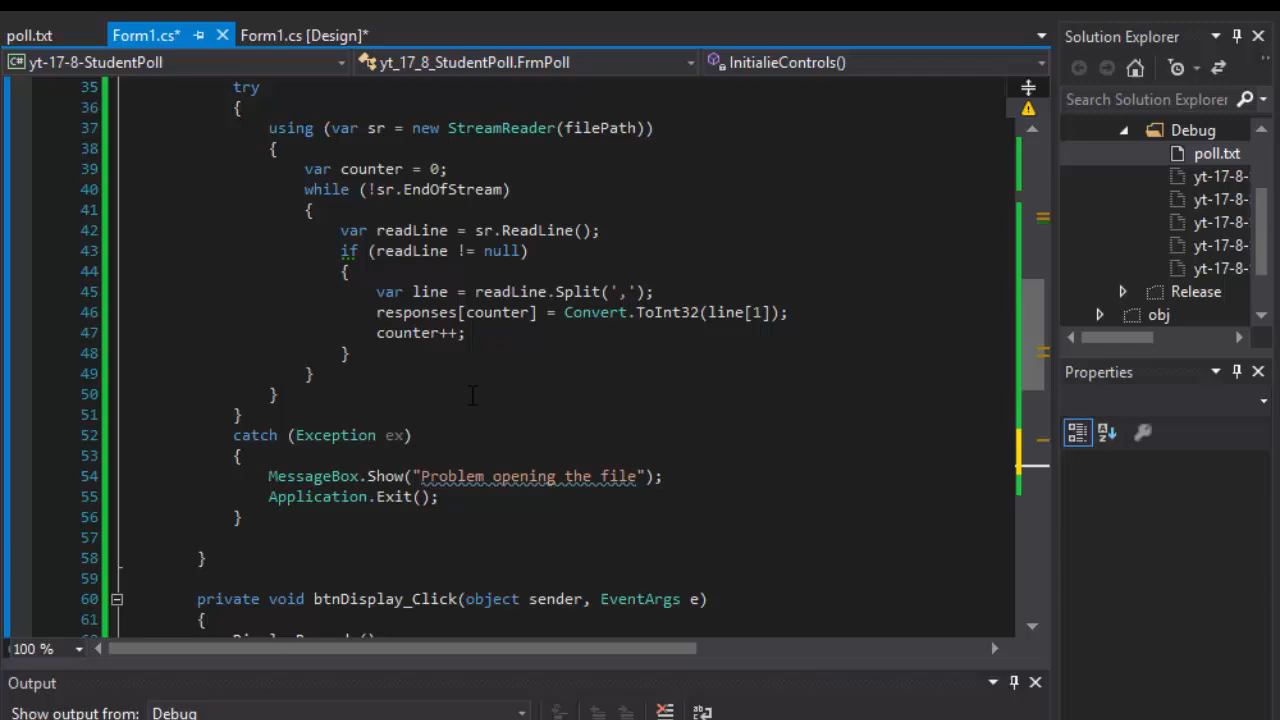 poll.txt
Form1.cs*
Form1.cs [Design]*
yt-17-8-StudentPoll
yt_17_8_StudentPoll.FrmPoll
InitialieControls()
35 try
36 {
37 using (var sr = new StreamReader(filePath))
38 {
39 var counter = 0;
40 while (!sr.EndOfStream)
41 {
42 var readLine = sr.ReadLine();
43 if (readLine != null)
44 {
45 var line = readLine.Split(',');
46 responses[counter] = Convert.ToInt32(line[1]);
47 counter++;
48 }
49 }
50 }
51 }
52 catch (Exception ex)
53 {
54 MessageBox.Show("Problem opening the file");
55 Application.Exit();
56 }
57
58 }
59
60 private void btnDisplay_Click(object sender, EventArgs e)
61 {
100 %
Output
Show output from: Debug
Solution Explorer
Search Solution Explorer
Debug
poll.txt
yt-17-8-
yt-17-8-
yt-17-8-
yt-17-8-
yt-17-8-
Release
obj
Properties